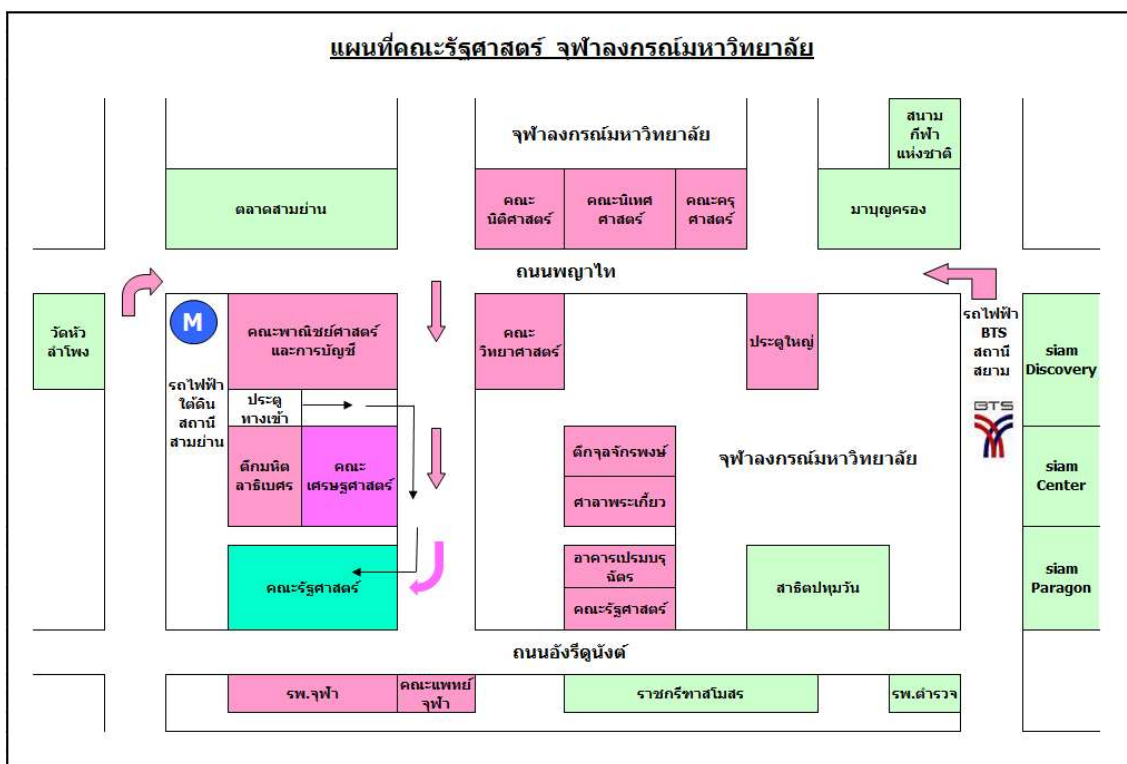 แผนที่คณะรัฐศาสตร์ จุฬาลงกรณ์มหาวิทยาลัย
สนาม
กีฬา
แห่งชาติ
จุฬาลงกรณ์มหาวิทยาลัย
ตลาดสามย่าน
คณะ
นิติศาสตร์
คณะนิเทศ
ศาสตร์
คณะครุ
ศาสตร์
มาบุญครอง
ถนนพญาไท
วัดหัว
ลำโพง
M
รถไฟฟ้า
ใต้ดิน
สถานี
สามย่าน
คณะพาณิชย์ศาสตร์
และการบัญชี
คณะ
วิทยาศาสตร์
ประตูใหญ่
รถไฟฟ้า
BTS
สถานี
สยาม
BTS
siam
Discovery
ประตู
ทางเข้า
ตึกมหิต
ลาธิเบศร
คณะ
เศรษฐศาสตร์
ตึกจุลจักรพงษ์
ศาลาพระเกี้ยว
จุฬาลงกรณ์มหาวิทยาลัย
siam
Center
คณะรัฐศาสตร์
อาคารเปรมบุรุ
ฉัตร
คณะรัฐศาสตร์
สาธิตปทุมวัน
siam
Paragon
ถนนอังรีดูนังต์
รพ.จุฬา
คณะแพทย์
จุฬา
ราชกรีฑาสโมสร
รพ.ตำรวจ